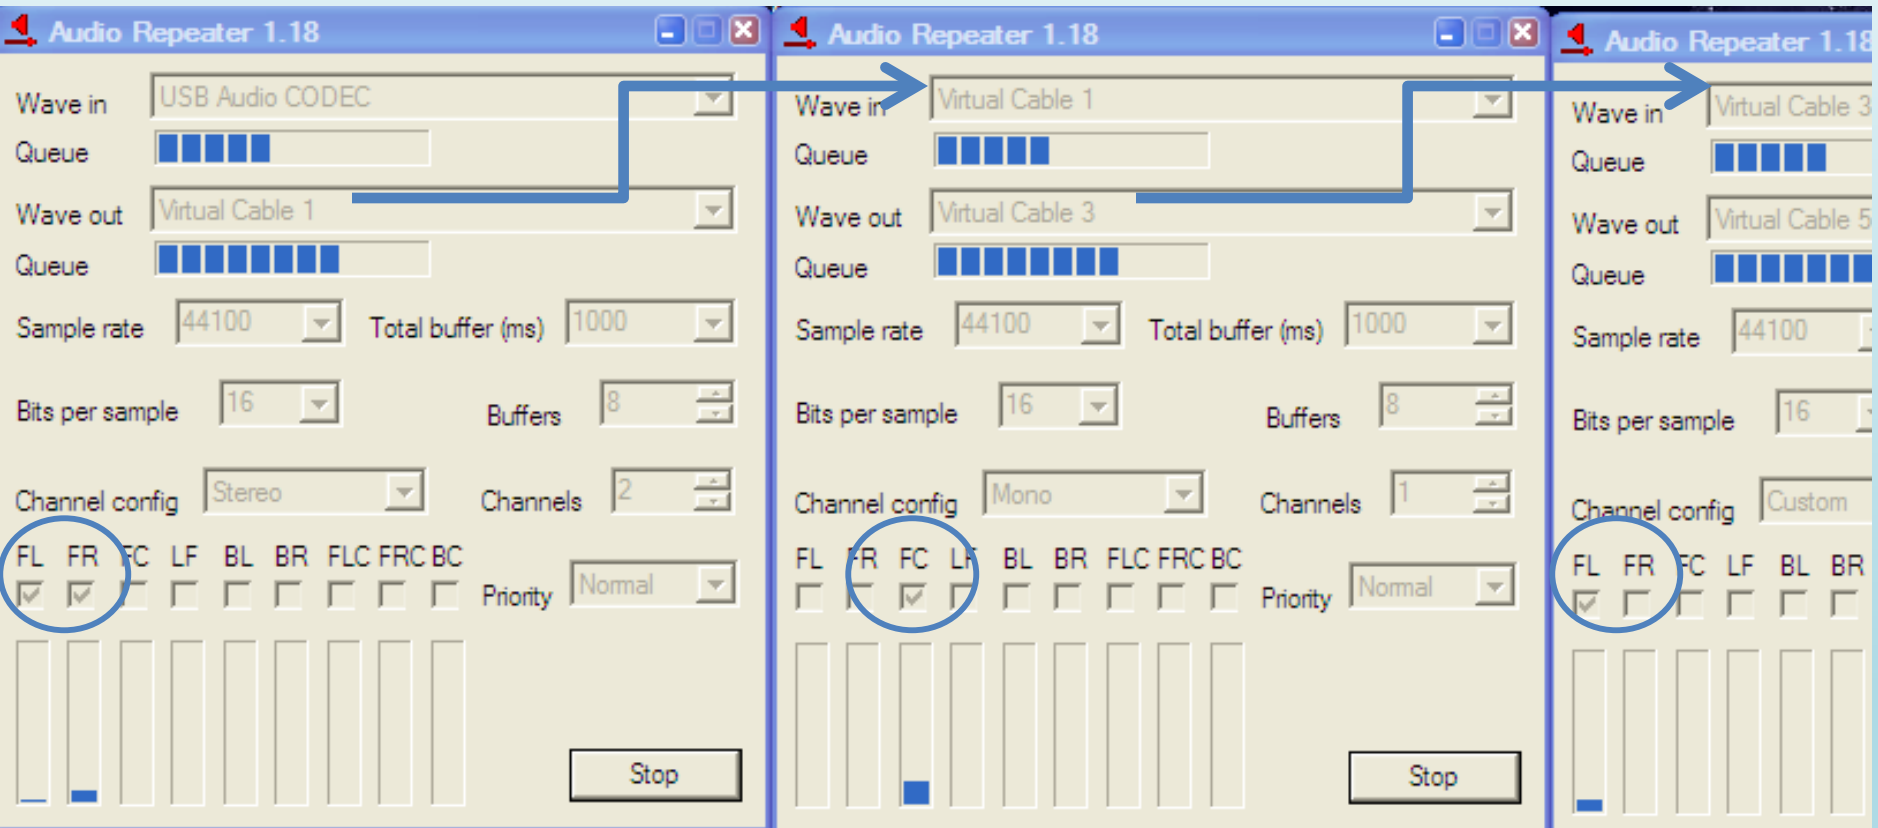 Audio Repeater 1.18
Wave in USB Audio CODEC
Queue
Wave out Virtual Cable 1
Queue
Sample rate 44100 Total buffer (ms) 1000
Bits per sample 16 Buffers 8
Channel config Stereo Channels 2
FL FR FC LF BL BR FLC FRC BC
Priority Normal
Stop
Audio Repeater 1.18
Wave in Virtual Cable 1
Queue
Wave out Virtual Cable 3
Queue
Sample rate 44100 Total buffer (ms) 1000
Bits per sample 16 Buffers 8
Channel config Mono Channels 1
FL FR FC LF BL BR FLC FRC BC
Priority Normal
Stop
Audio Repeater 1.18
Wave in Virtual Cable 3
Queue
Wave out Virtual Cable 5
Queue
Sample rate 44100
Bits per sample 16
Channel config Custom
FL FR FC LF BL BR